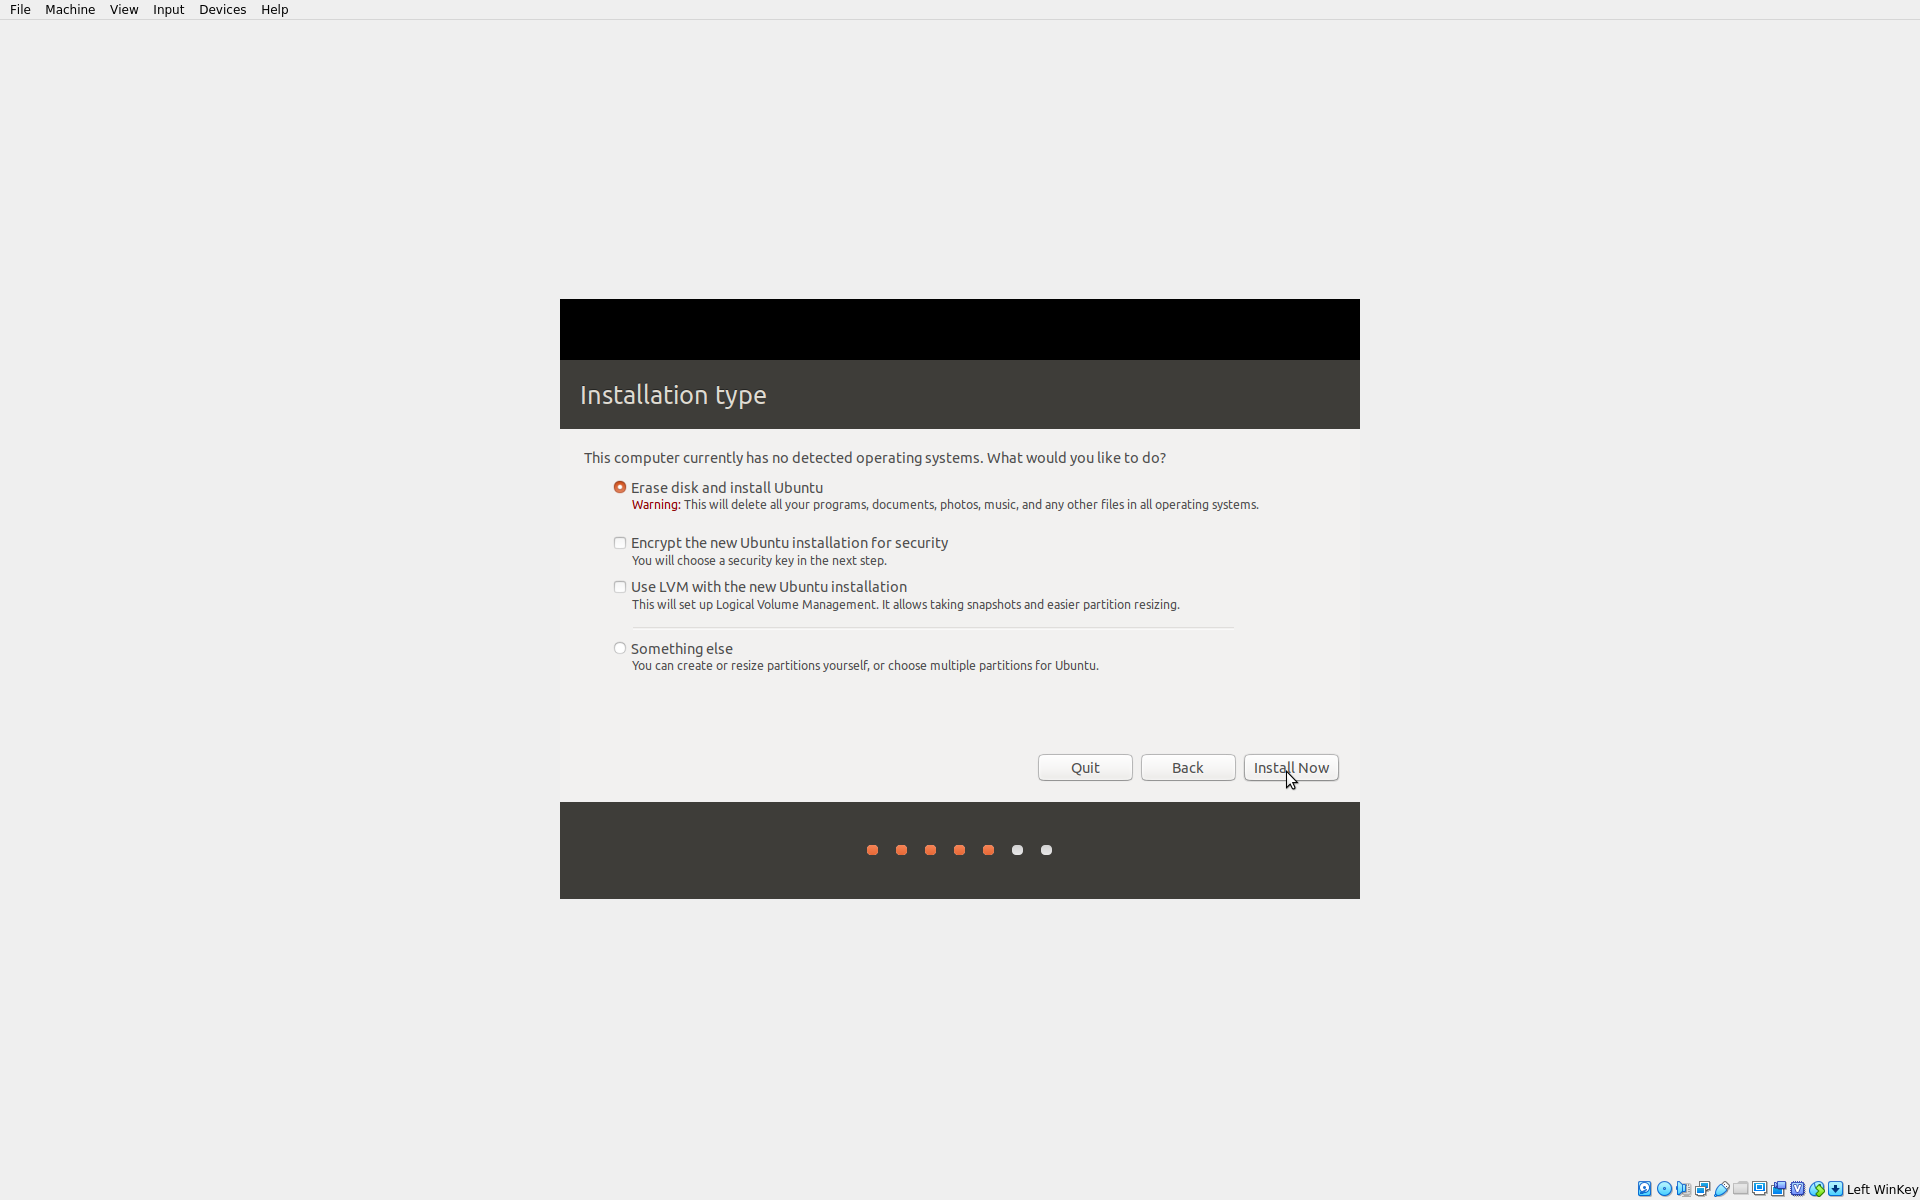 File Machine View Input Devices Help
Installation type
This computer currently has no detected operating systems. What would you like to do?
Erase disk and install Ubuntu
Warning: This will delete all your programs, documents, photos, music, and any other files in all operating systems.
Encrypt the new Ubuntu installation for security
You will choose a security key in the next step.
Use LVM with the new Ubuntu installation
This will set up Logical Volume Management. It allows taking snapshots and easier partition resizing.
Something else
You can create or resize partitions yourself, or choose multiple partitions for Ubuntu.
Quit Back Install Now
Left WinKey